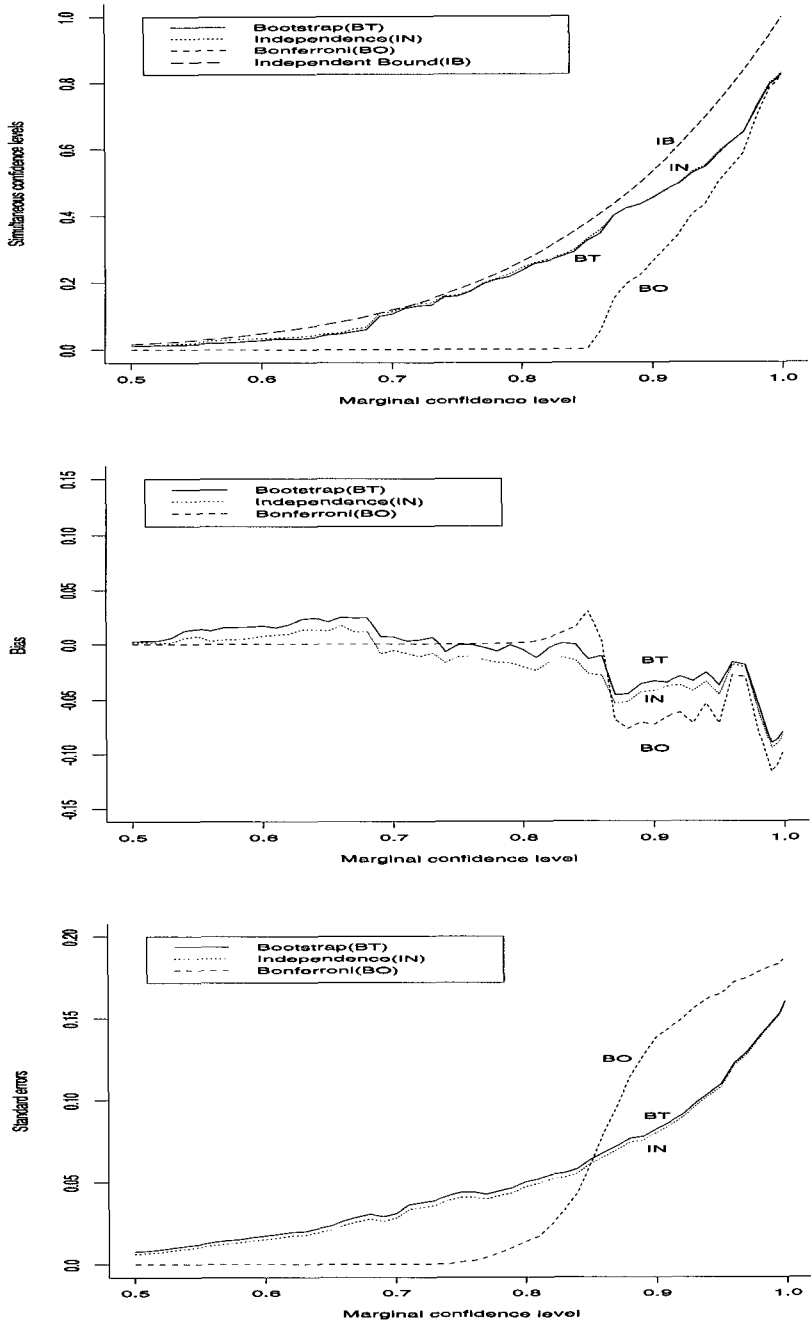 Bootstrap(BT)
Independence(IN)
Bonferroni(BO)
Independent Bound(IB)
Simultaneous confidence levels
0.0 0.2 0.4 0.6 0.8 1.0
IB
IN
BT
BO
0.5 0.6 0.7 0.8 0.9 1.0
Marginal confidence level
Bootstrap(BT)
Independence(IN)
Bonferroni(BO)
Bias
-0.15 -0.10 -0.05 0.0 0.05 0.10 0.15
BT
IN
BO
0.5 0.6 0.7 0.8 0.9 1.0
Marginal confidence level
Bootstrap(BT)
Independence(IN)
Bonferroni(BO)
Standard errors
0.0 0.05 0.10 0.15 0.20
BO
BT
IN
0.5 0.6 0.7 0.8 0.9 1.0
Marginal confidence level